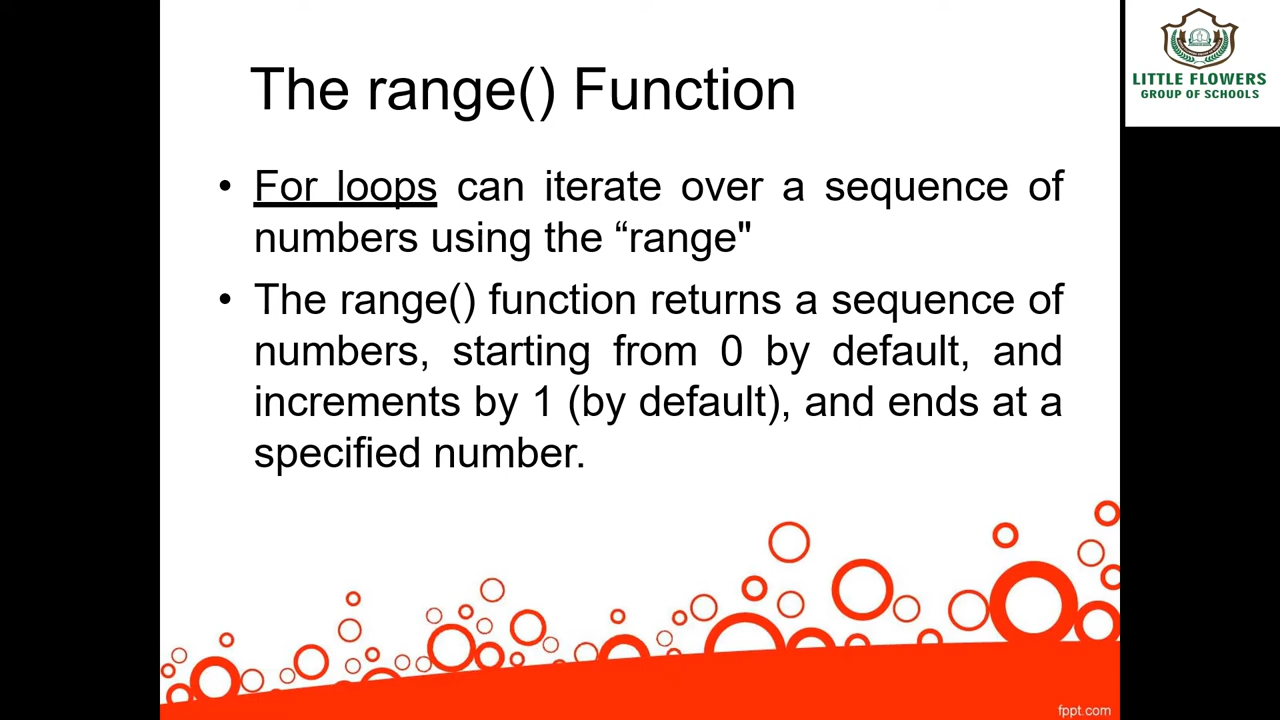 The range() Function
LITTLE FLOWERS
GROUP OF SCHOOLS
• For loops can iterate over a sequence of
numbers using the “range"
• The range() function returns a sequence of
numbers, starting from 0 by default, and
increments by 1 (by default), and ends at a
specified number.
fppt.com